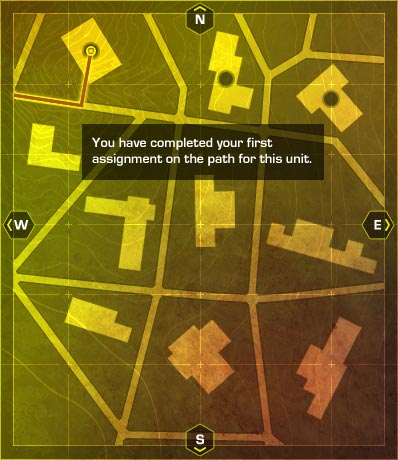 N
You have completed your first
assignment on the path for this unit.
W
E
S